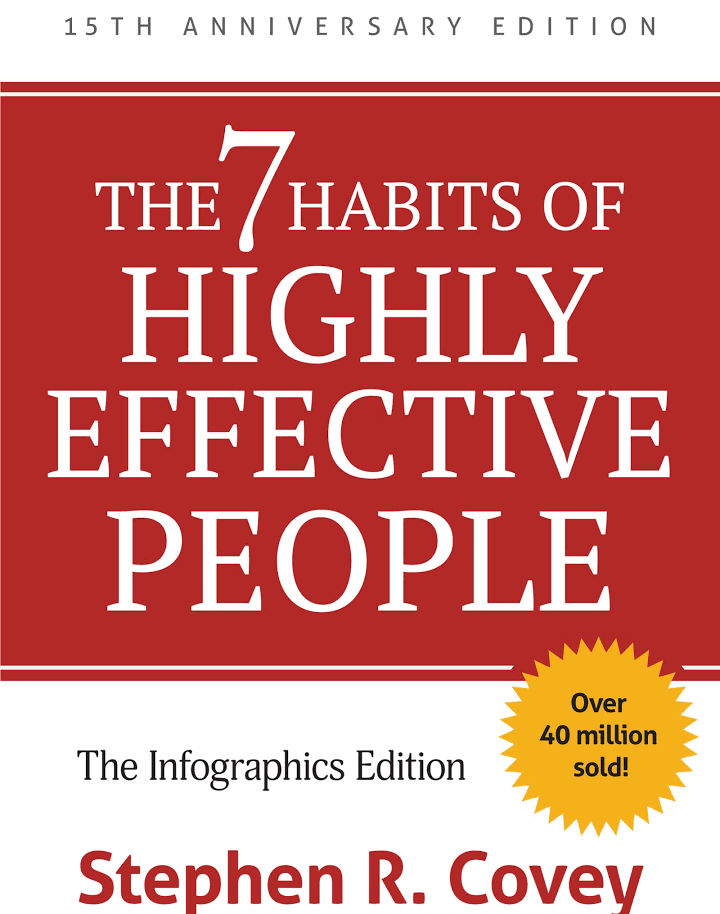 15TH ANNIVERSARY EDITION
THE 7 HABITS OF
HIGHLY
EFFECTIVE
PEOPLE
Over
40 million
sold!
The Infographics Edition
Stephen R. Covey